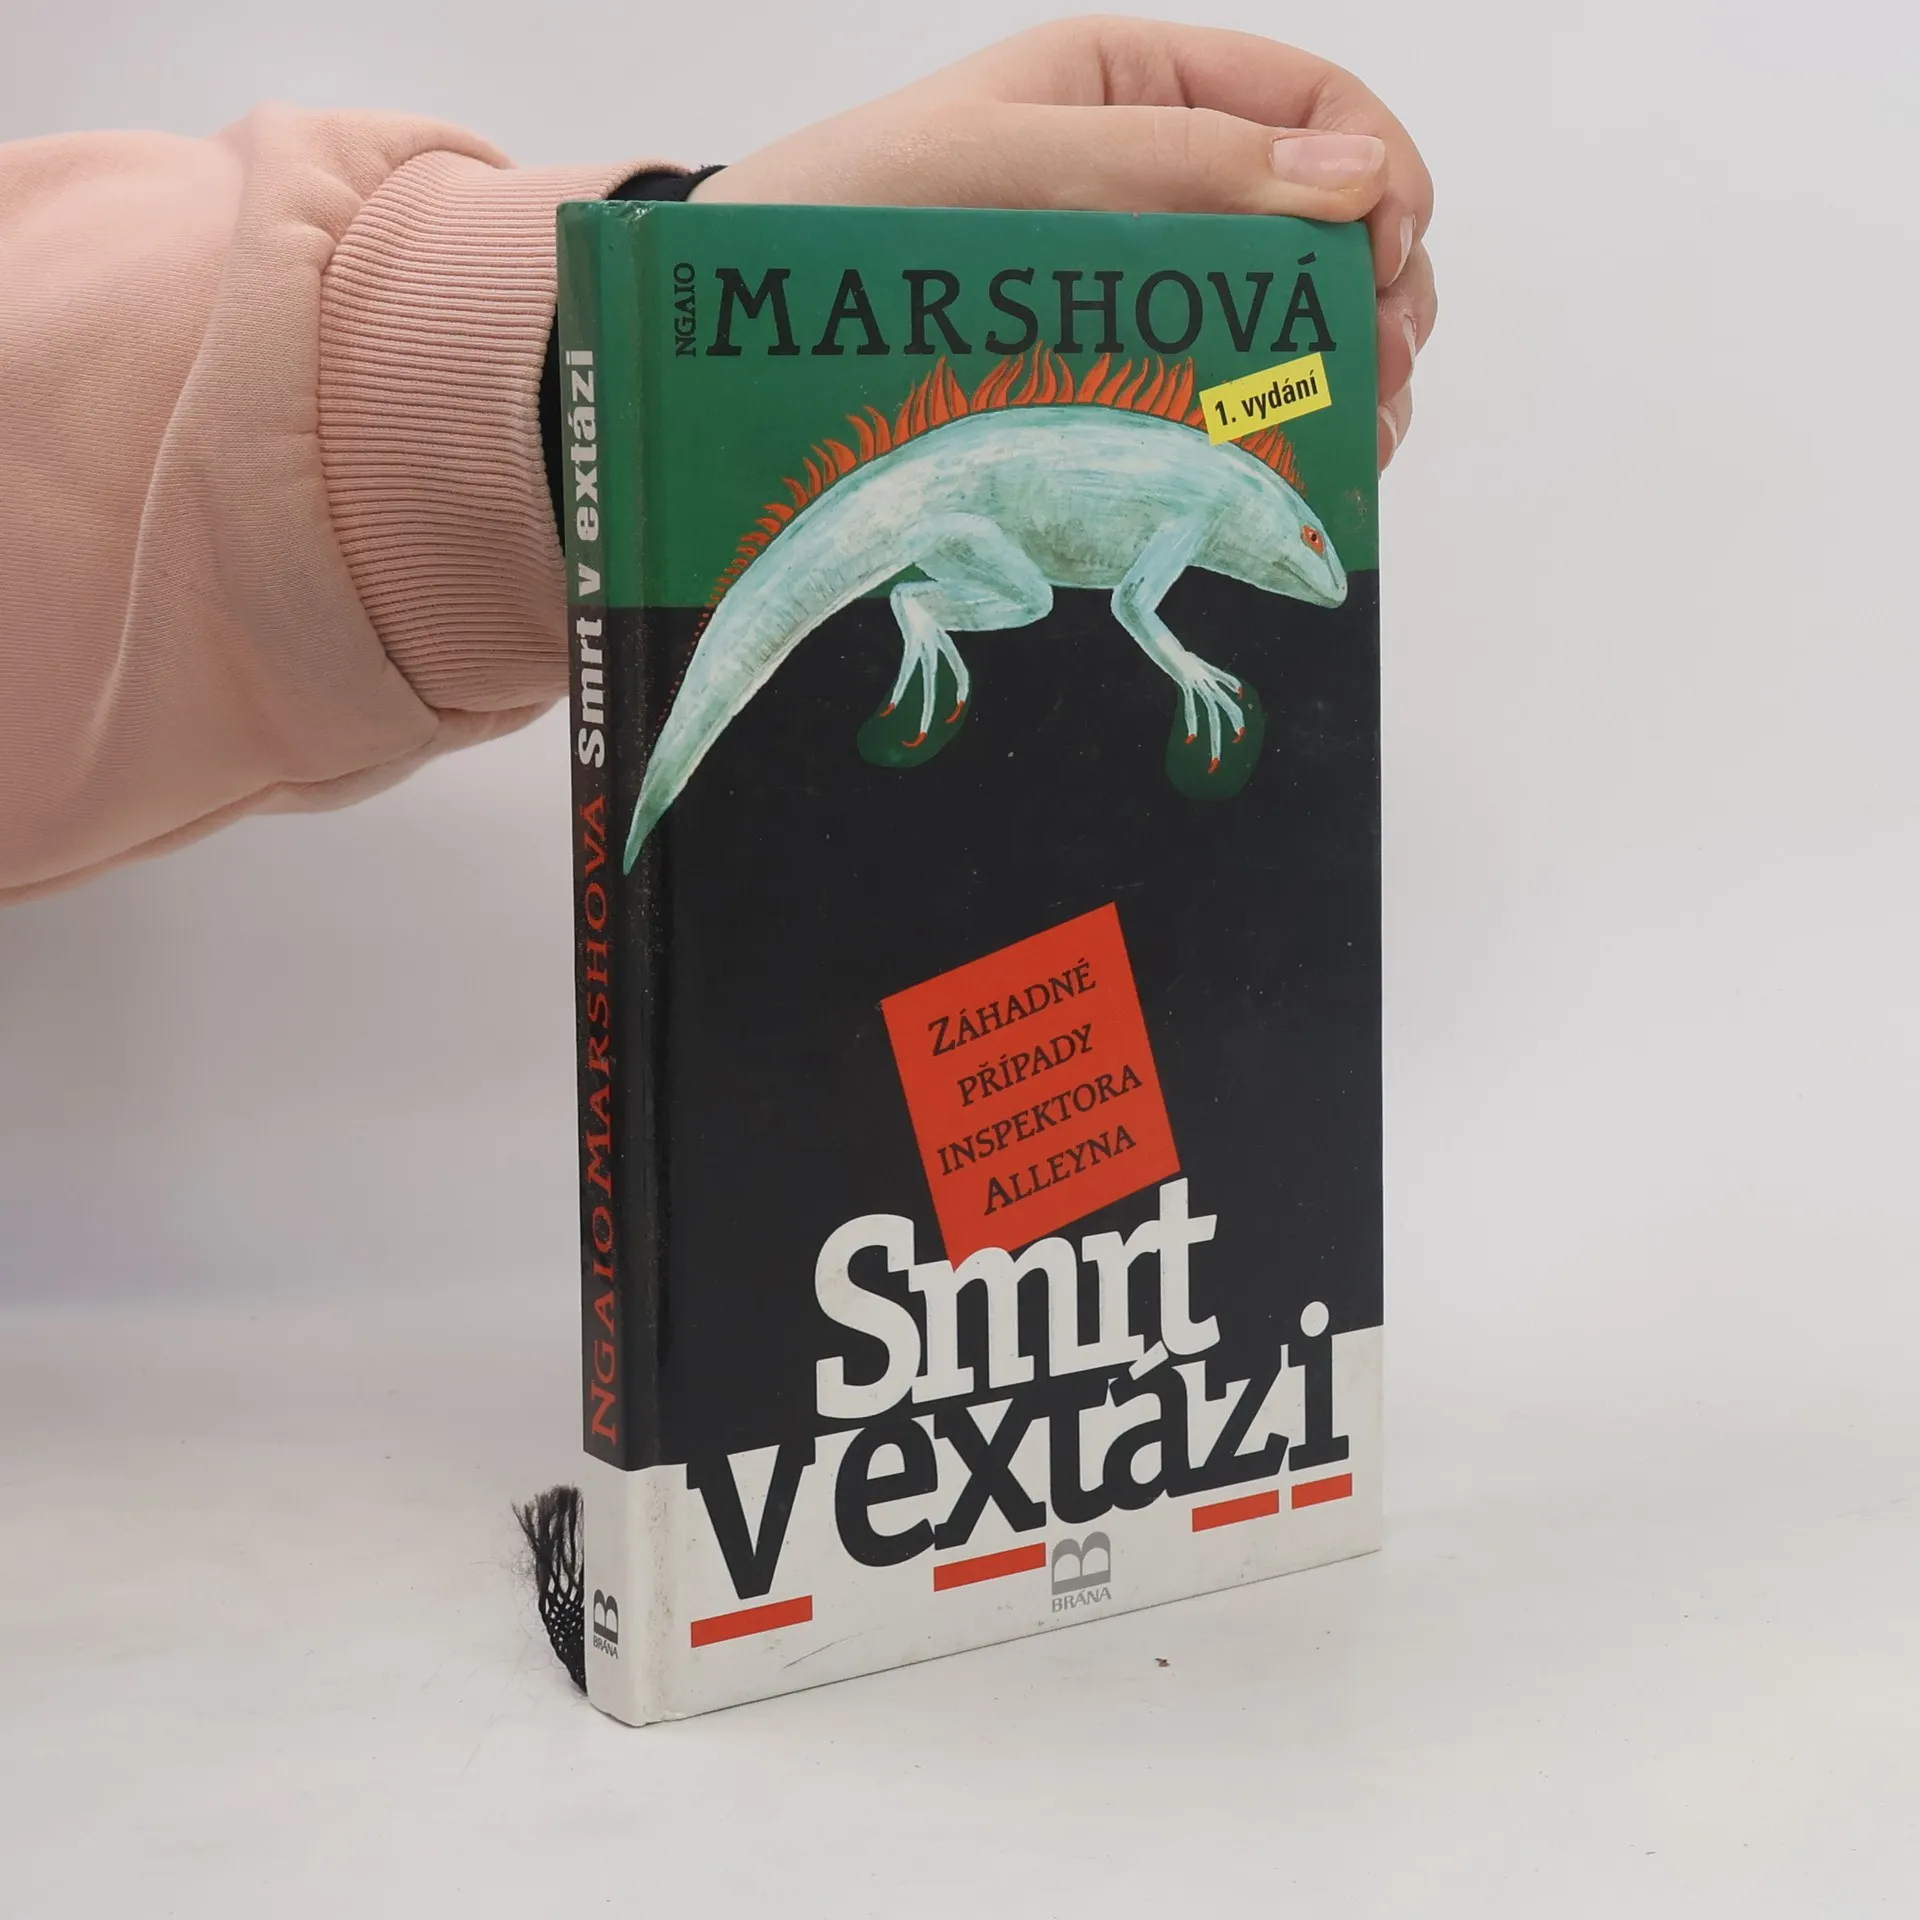 NGAIO
MARSHOVÁ
1. vydání
ZÁHADNÉ
PŘÍPADY
INSPEKTORA
ALLEYNA
Smrt
v extázi
B
BRÁNA
NGAIO MARSHOVÁ Smrt v extázi
B
BRÁNA